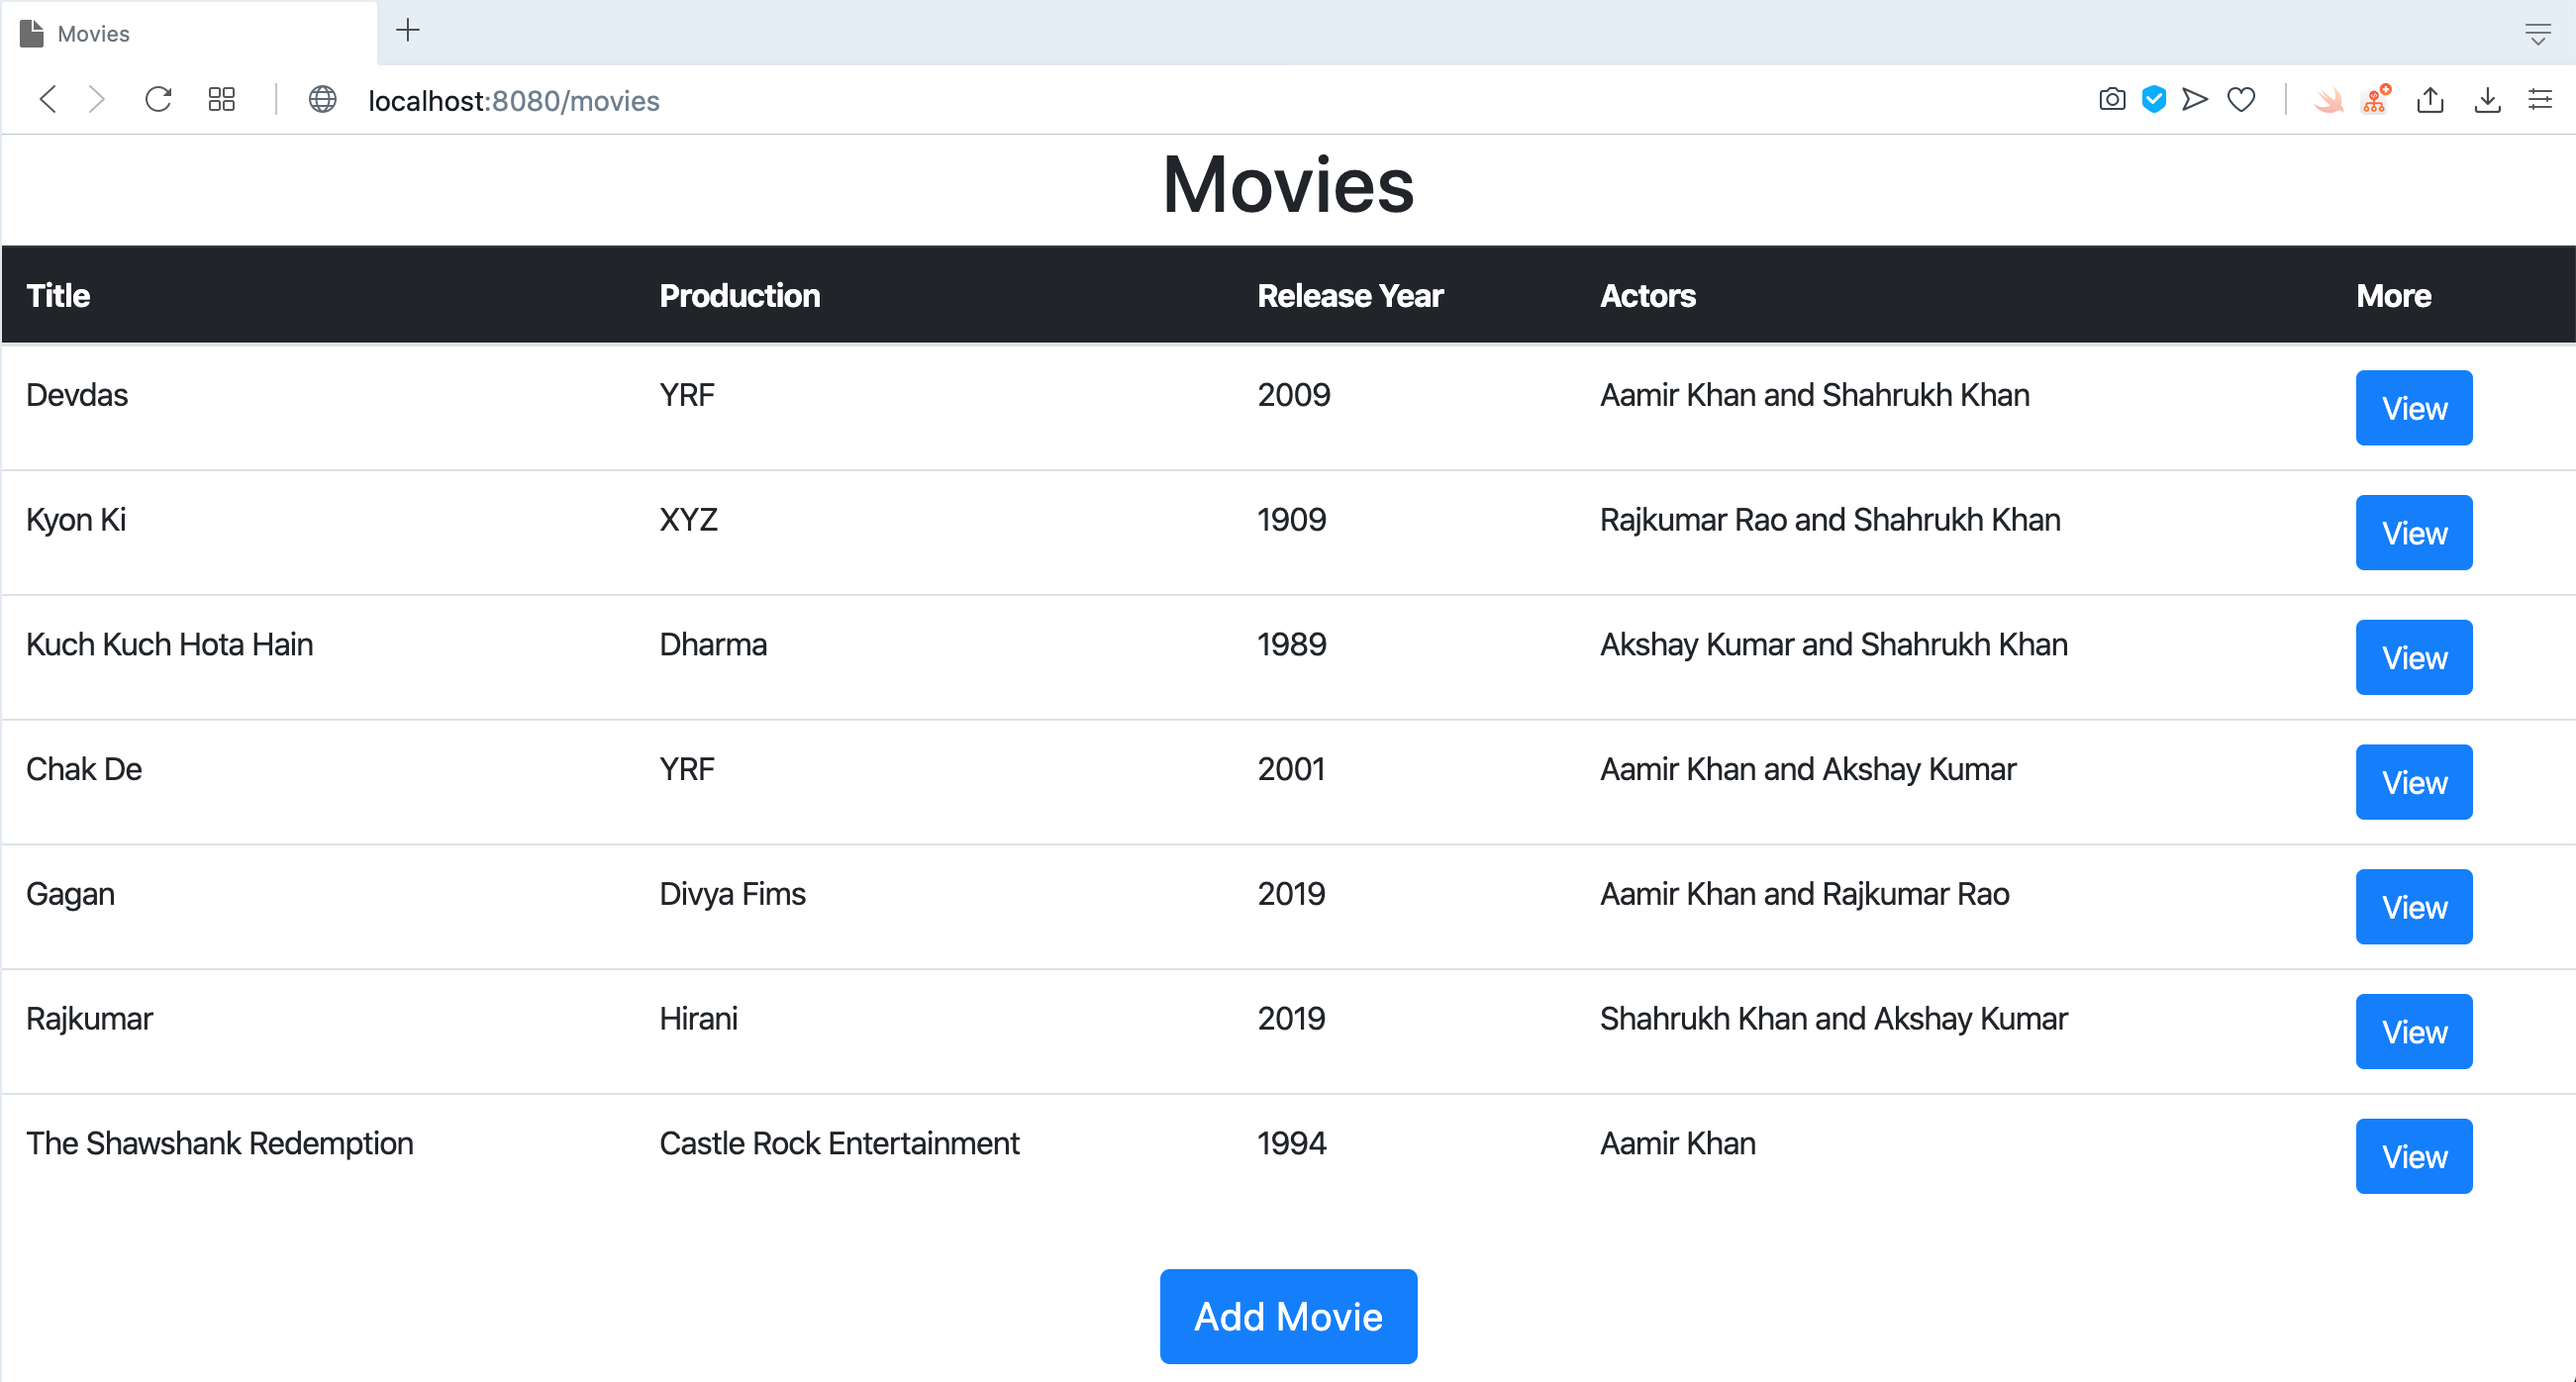 Movies
localhost:8080/movies
Movies
Title Production Release Year Actors More
Devdas YRF 2009 Aamir Khan and Shahrukh Khan View
Kyon Ki XYZ 1909 Rajkumar Rao and Shahrukh Khan View
Kuch Kuch Hota Hain Dharma 1989 Akshay Kumar and Shahrukh Khan View
Chak De YRF 2001 Aamir Khan and Akshay Kumar View
Gagan Divya Fims 2019 Aamir Khan and Rajkumar Rao View
Rajkumar Hirani 2019 Shahrukh Khan and Akshay Kumar View
The Shawshank Redemption Castle Rock Entertainment 1994 Aamir Khan View
Add Movie